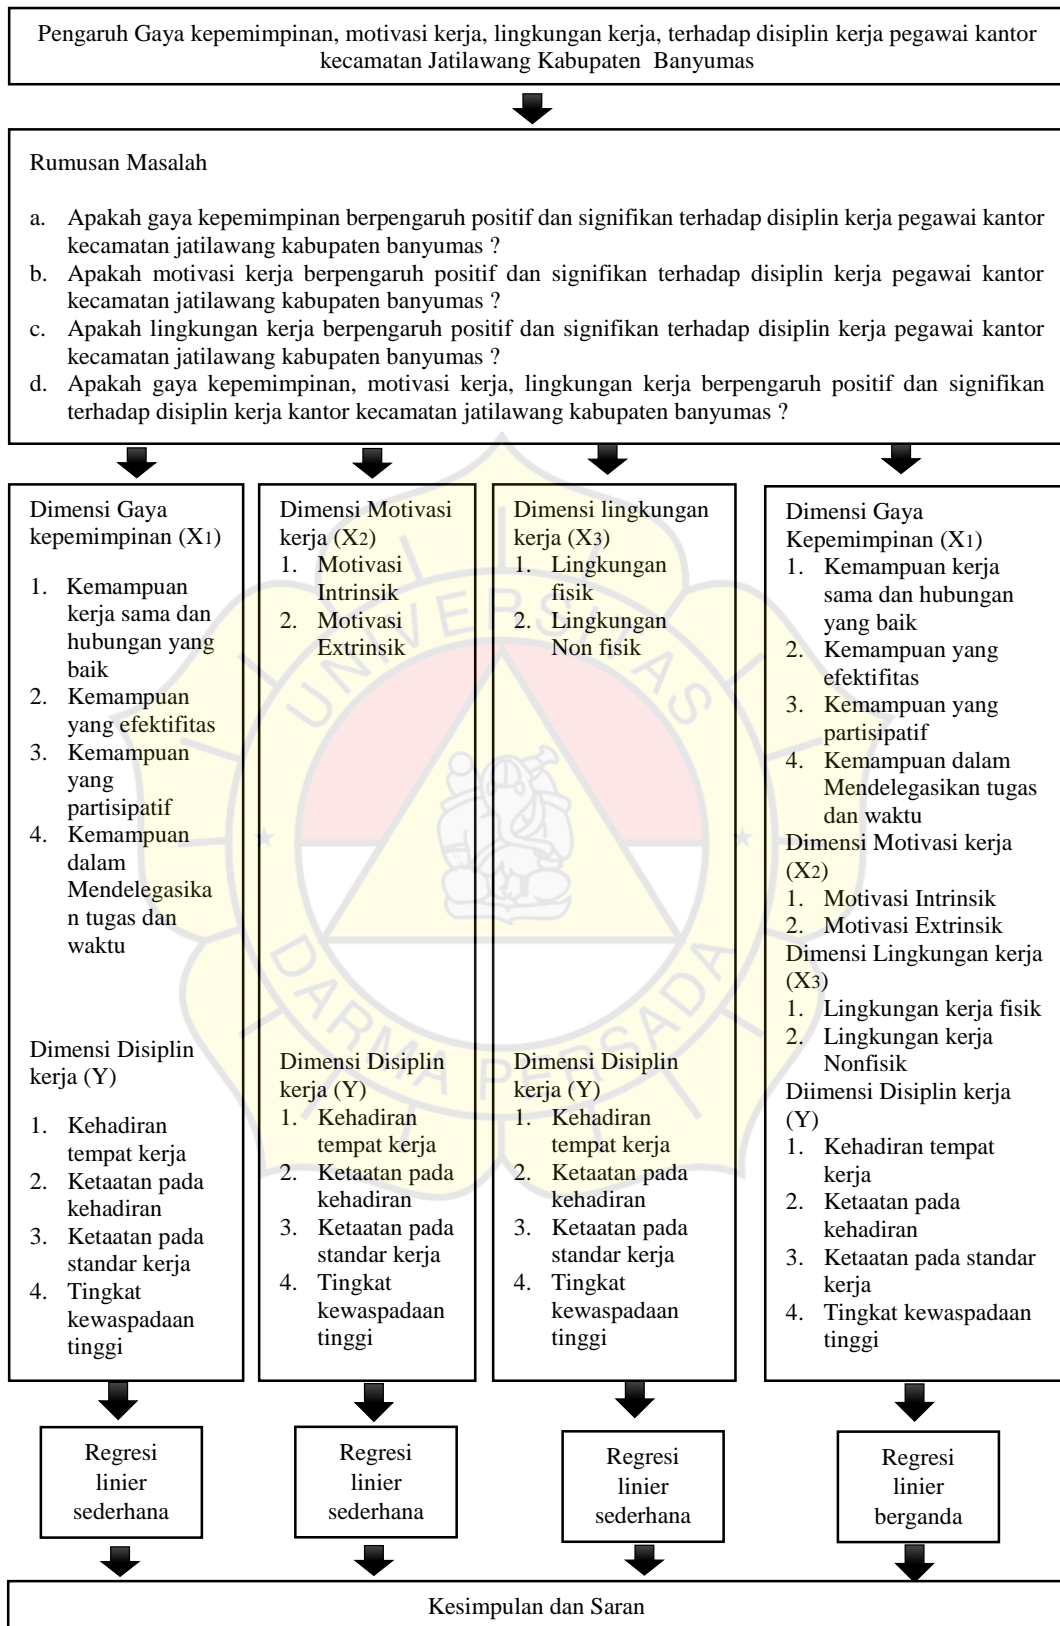 Pengaruh Gaya kepemimpinan, motivasi kerja, lingkungan kerja, terhadap disiplin kerja pegawai kantor
kecamatan Jatilawang Kabupaten Banyumas
Rumusan Masalah
a. Apakah gaya kepemimpinan berpengaruh positif dan signifikan terhadap disiplin kerja pegawai kantor
kecamatan jatilawang kabupaten banyumas ?
b. Apakah motivasi kerja berpengaruh positif dan signifikan terhadap disiplin kerja pegawai kantor
kecamatan jatilawang kabupaten banyumas ?
c. Apakah lingkungan kerja berpengaruh positif dan signifikan terhadap disiplin kerja pegawai kantor
kecamatan jatilawang kabupaten banyumas ?
d. Apakah gaya kepemimpinan, motivasi kerja, lingkungan kerja berpengaruh positif dan signifikan
terhadap disiplin kerja kantor kecamatan jatilawang kabupaten banyumas ?
Dimensi Gaya
kepemimpinan (X1)
1. Kemampuan
kerja sama dan
hubungan yang
baik
2. Kemampuan
yang efektifitas
3. Kemampuan
yang
partisipatif
4. Kemampuan
dalam
Mendelegasika
n tugas dan
waktu
Dimensi Disiplin
kerja (Y)
1. Kehadiran
tempat kerja
2. Ketaatan pada
kehadiran
3. Ketaatan pada
standar kerja
4. Tingkat
kewaspadaan
tinggi
Dimensi Motivasi
kerja (X2)
1. Motivasi
Intrinsik
2. Motivasi
Extrinsik
Dimensi Disiplin
kerja (Y)
1. Kehadiran
tempat kerja
2. Ketaatan pada
kehadiran
3. Ketaatan pada
standar kerja
4. Tingkat
kewaspadaan
tinggi
Dimensi lingkungan
kerja (X3)
1. Lingkungan
fisik
2. Lingkungan
Non fisik
Dimensi Disiplin
kerja (Y)
1. Kehadiran
tempat kerja
2. Ketaatan pada
kehadiran
3. Ketaatan pada
standar kerja
4. Tingkat
kewaspadaan
tinggi
Dimensi Gaya
Kepemimpinan (X1)
1. Kemampuan kerja
sama dan hubungan
yang baik
2. Kemampuan yang
efektifitas
3. Kemampuan yang
partisipatif
4. Kemampuan dalam
Mendelegasikan tugas
dan waktu
Dimensi Motivasi kerja
(X2)
1. Motivasi Intrinsik
2. Motivasi Extrinsik
Dimensi Lingkungan kerja
(X3)
1. Lingkungan kerja fisik
2. Lingkungan kerja
Nonfisik
Diimensi Disiplin kerja
(Y)
1. Kehadiran tempat
kerja
2. Ketaatan pada
kehadiran
3. Ketaatan pada standar
kerja
4. Tingkat kewaspadaan
tinggi
Regresi
linier
sederhana
Regresi
linier
sederhana
Regresi
linier
sederhana
Regresi
linier
berganda
Kesimpulan dan Saran
UNIVERSITAS
DARMA PERSADA